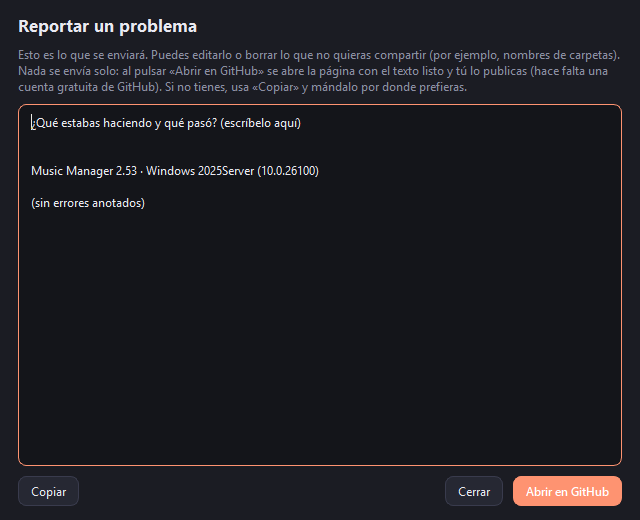 Reportar un problema
Esto es lo que se enviará. Puedes editarlo o borrar lo que no quieras compartir (por ejemplo, nombres de carpetas).
Nada se envía solo: al pulsar «Abrir en GitHub» se abre la página con el texto listo y tú lo publicas (hace falta una
cuenta gratuita de GitHub). Si no tienes, usa «Copiar» y mándalo por donde prefieras.
¿Qué estabas haciendo y qué pasó? (escríbelo aquí)
Music Manager 2.53 · Windows 2025Server (10.0.26100)
(sin errores anotados)
Copiar
Cerrar
Abrir en GitHub